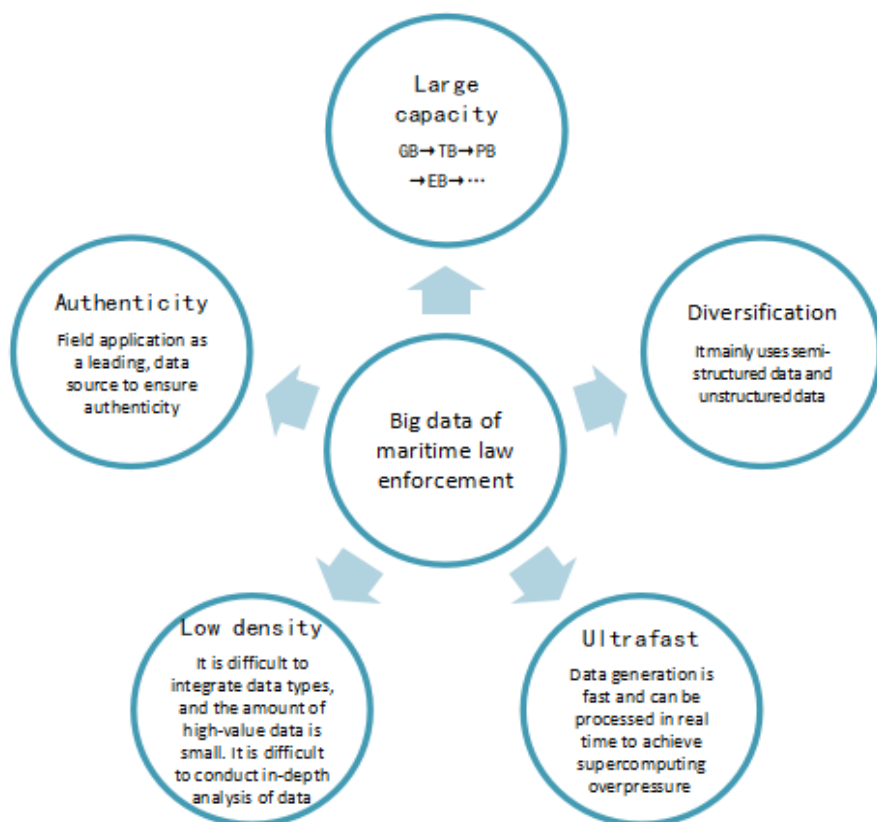 Large
capacity
GB→TB→PB
→EB→···
Authenticity
Field application as
a leading, data
source to ensure
authenticity
Diversification
It mainly uses semi-
structured data and
unstructured data
Big data of
maritime law
enforcement
Low density
It is difficult to
integrate data types,
and the amount of
high-value data is
small. It is difficult
to conduct in-depth
analysis of data
Ultrafast
Data generation is
fast and can be
processed in real
time to achieve
supercomputing
overpressure